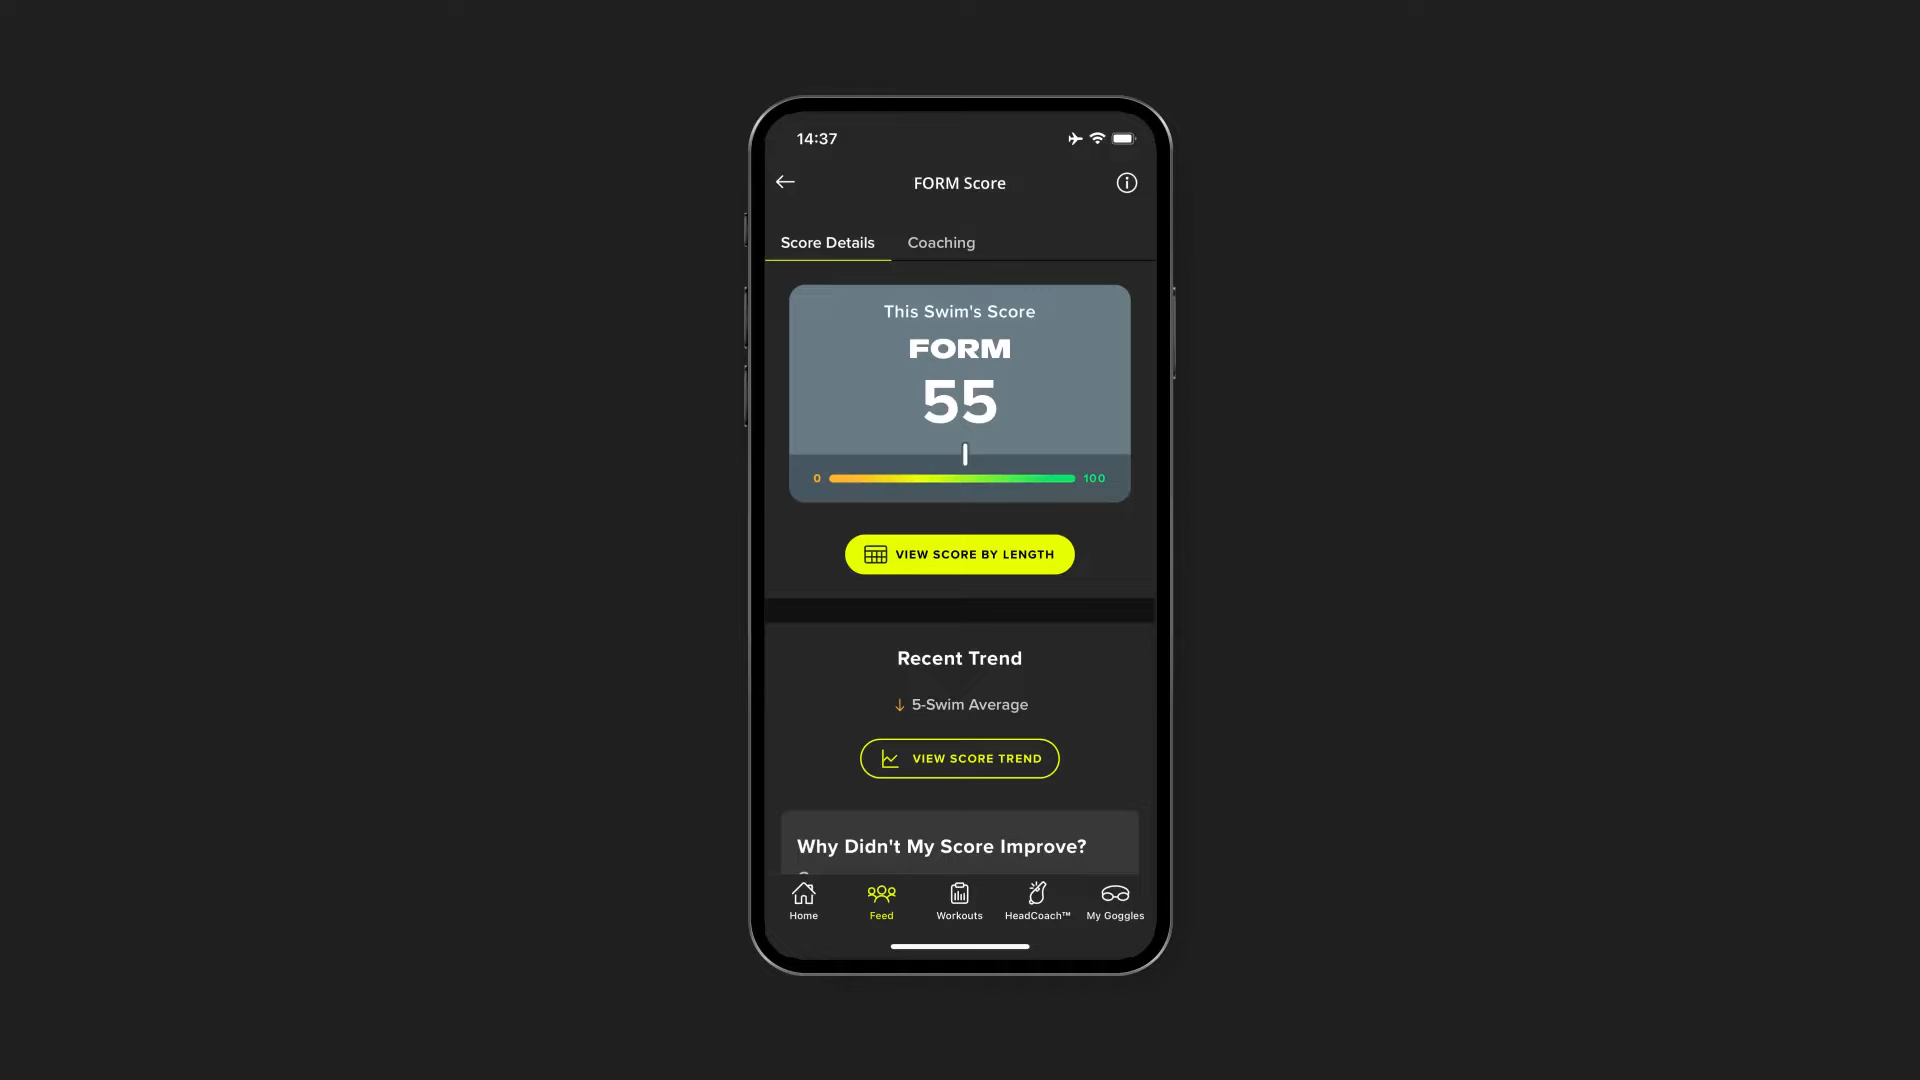 14:37
FORM Score
Score Details Coaching
This Swim's Score
FORM
55
0 100
VIEW SCORE BY LENGTH
Recent Trend
5-Swim Average
VIEW SCORE TREND
Why Didn't My Score Improve?
Home Feed Workouts HeadCoach™ My Goggles